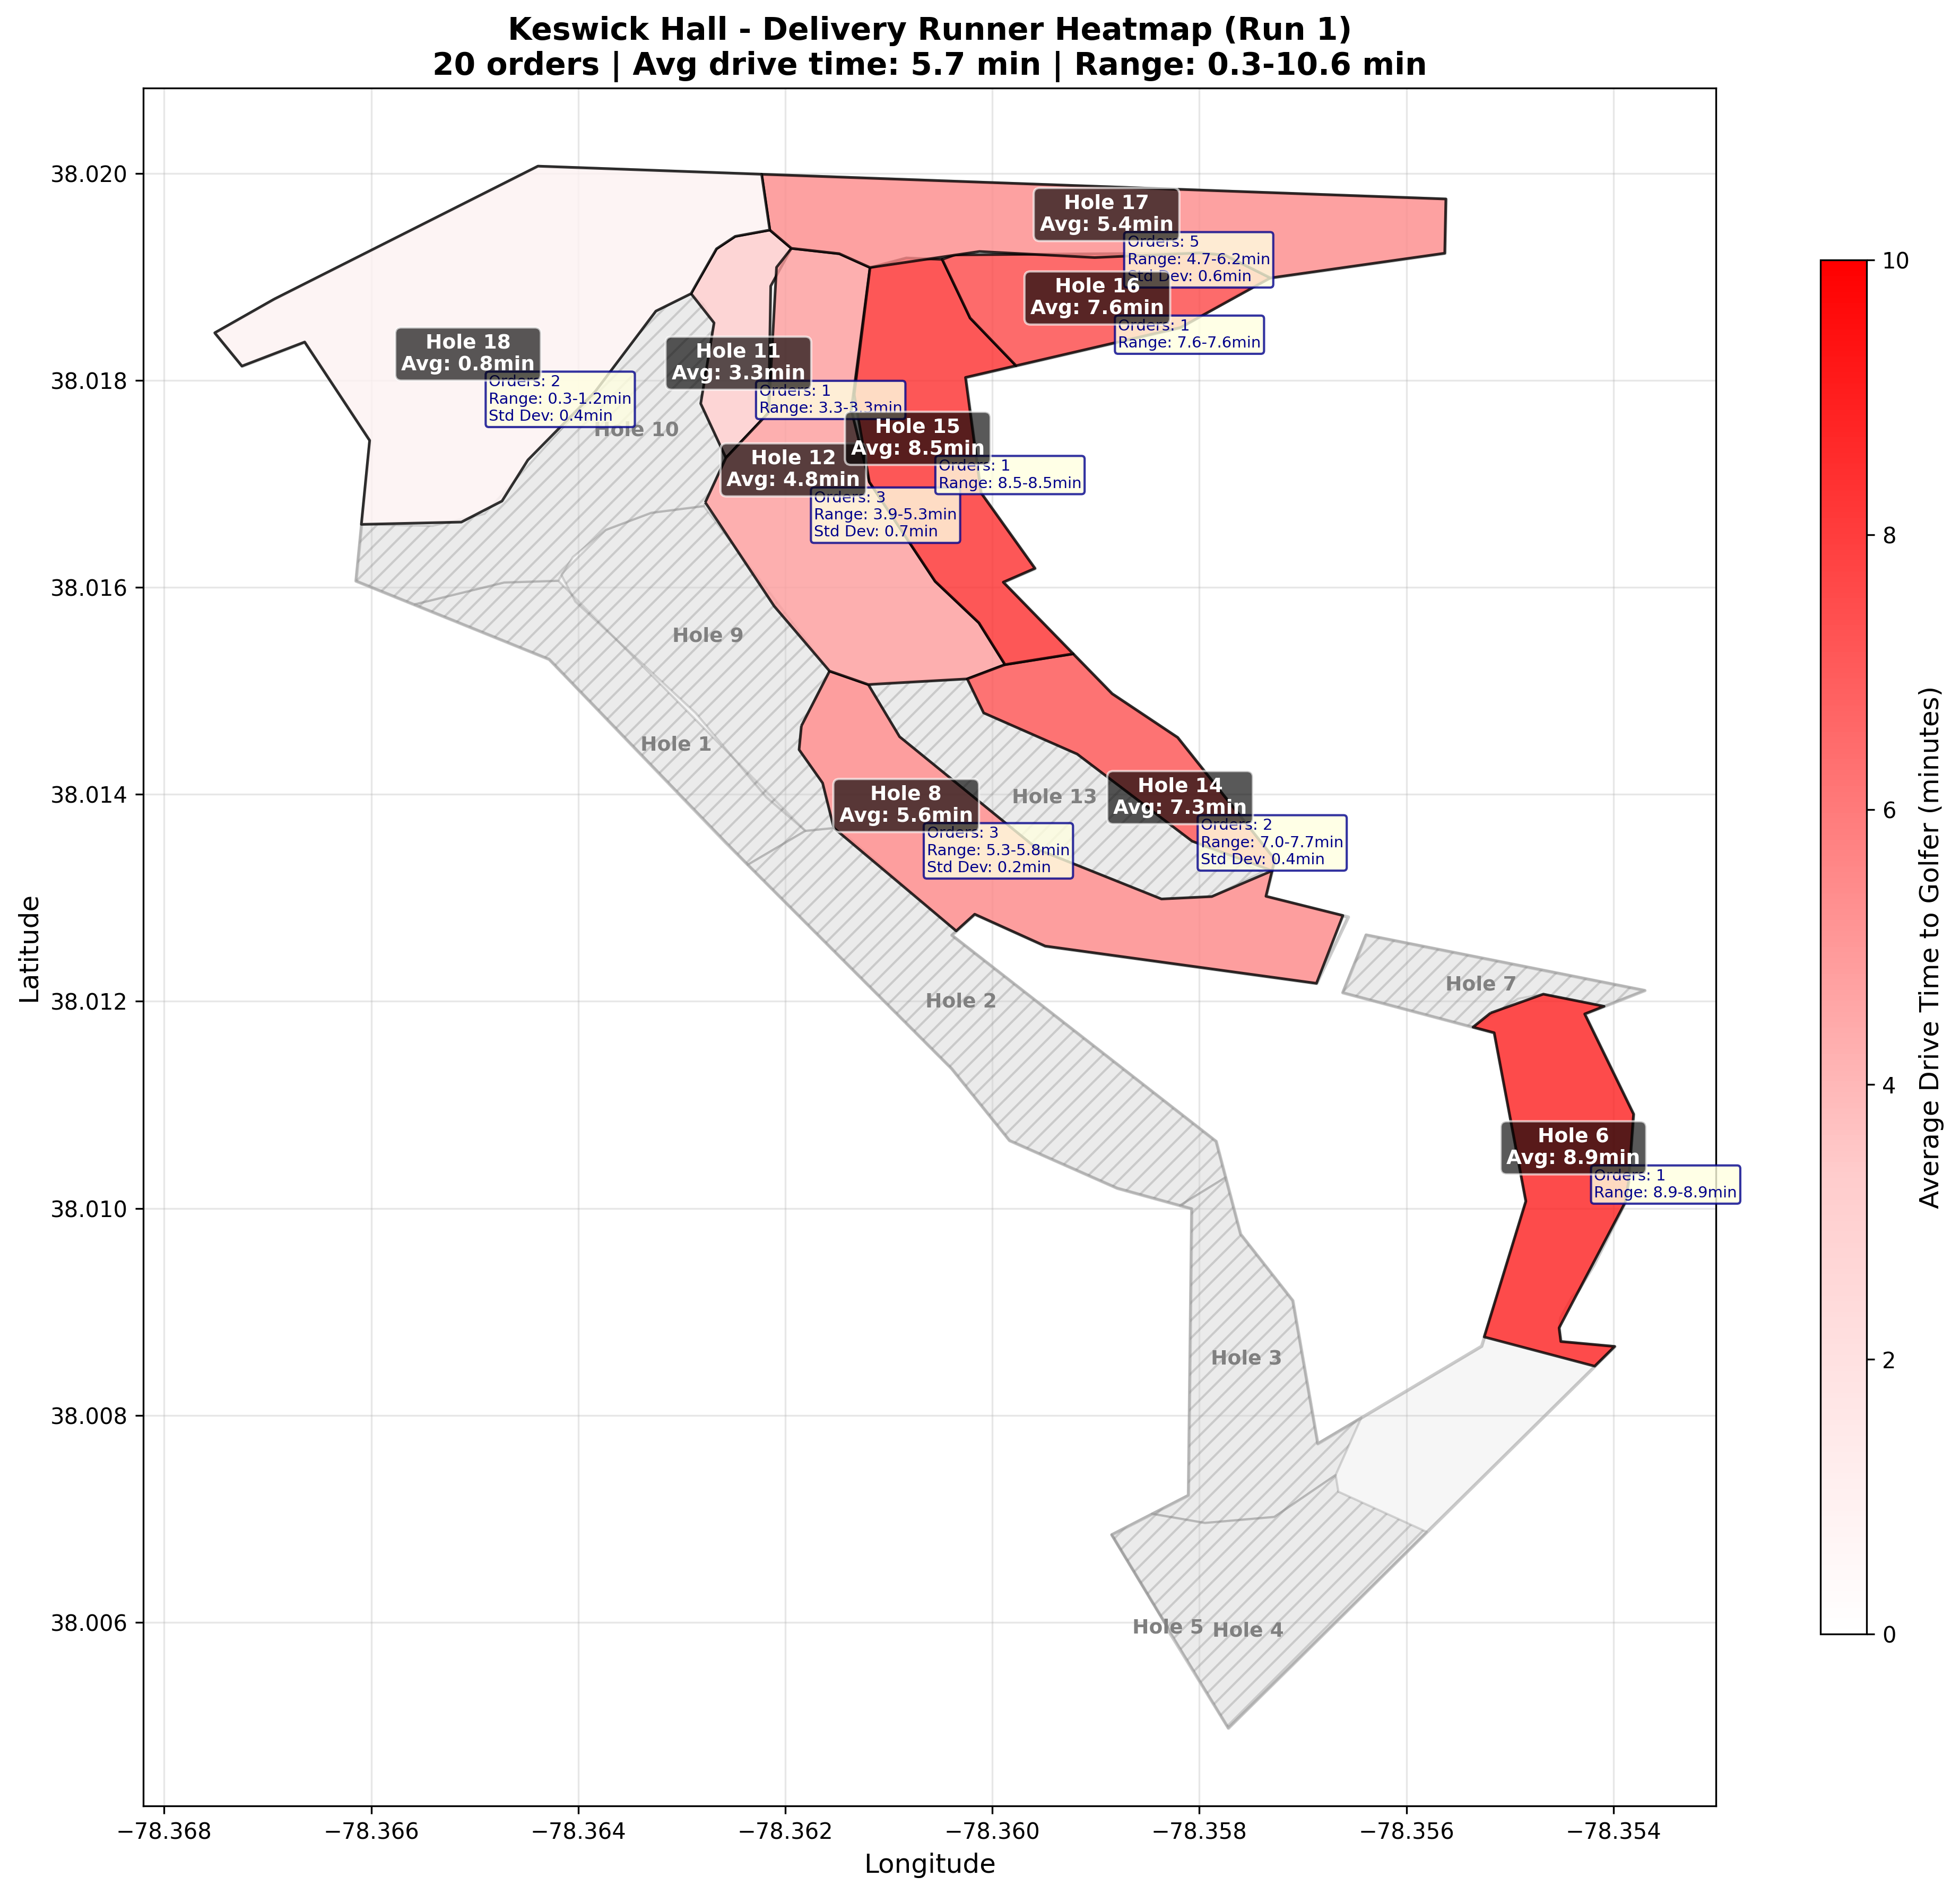 Keswick Hall - Delivery Runner Heatmap (Run 1)
20 orders | Avg drive time: 5.7 min | Range: 0.3-10.6 min
38.020
38.018
38.016
38.014
38.012
38.010
38.008
38.006
Latitude
−78.368
−78.366
−78.364
−78.362
−78.360
−78.358
−78.356
−78.354
Longitude
Hole 17
Avg: 5.4min
Orders: 5
Range: 4.7-6.2min
Std Dev: 0.6min
Hole 16
Avg: 7.6min
Orders: 1
Range: 7.6-7.6min
Hole 18
Avg: 0.8min
Orders: 2
Range: 0.3-1.2min
Std Dev: 0.4min
Hole 10
Hole 11
Avg: 3.3min
Orders: 1
Range: 3.3-3.3min
Hole 15
Avg: 8.5min
Orders: 1
Range: 8.5-8.5min
Hole 12
Avg: 4.8min
Orders: 3
Range: 3.9-5.3min
Std Dev: 0.7min
Hole 9
Hole 1
Hole 8
Avg: 5.6min
Orders: 3
Range: 5.3-5.8min
Std Dev: 0.2min
Hole 13
Hole 14
Avg: 7.3min
Orders: 2
Range: 7.0-7.7min
Std Dev: 0.4min
Hole 2
Hole 7
Hole 6
Avg: 8.9min
Orders: 1
Range: 8.9-8.9min
Hole 3
Hole 5
Hole 4
10
8
6
4
2
0
Average Drive Time to Golfer (minutes)